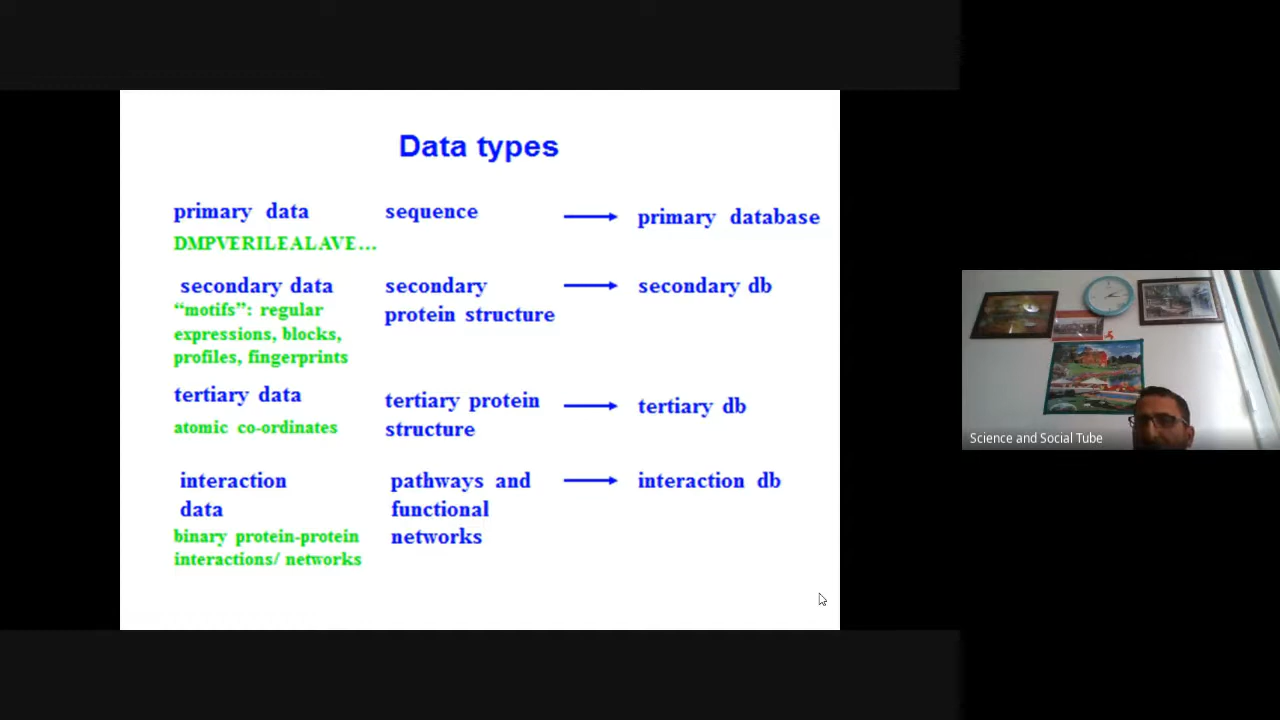 Data types
primary data sequence primary database
DMPVERILEALAVE...
secondary data secondary secondary db
protein structure
“motifs”: regular
expressions, blocks,
profiles, fingerprints
tertiary data tertiary protein tertiary db
structure
atomic co-ordinates
interaction pathways and interaction db
data functional
networks
binary protein-protein
interactions/ networks
Science and Social Tube